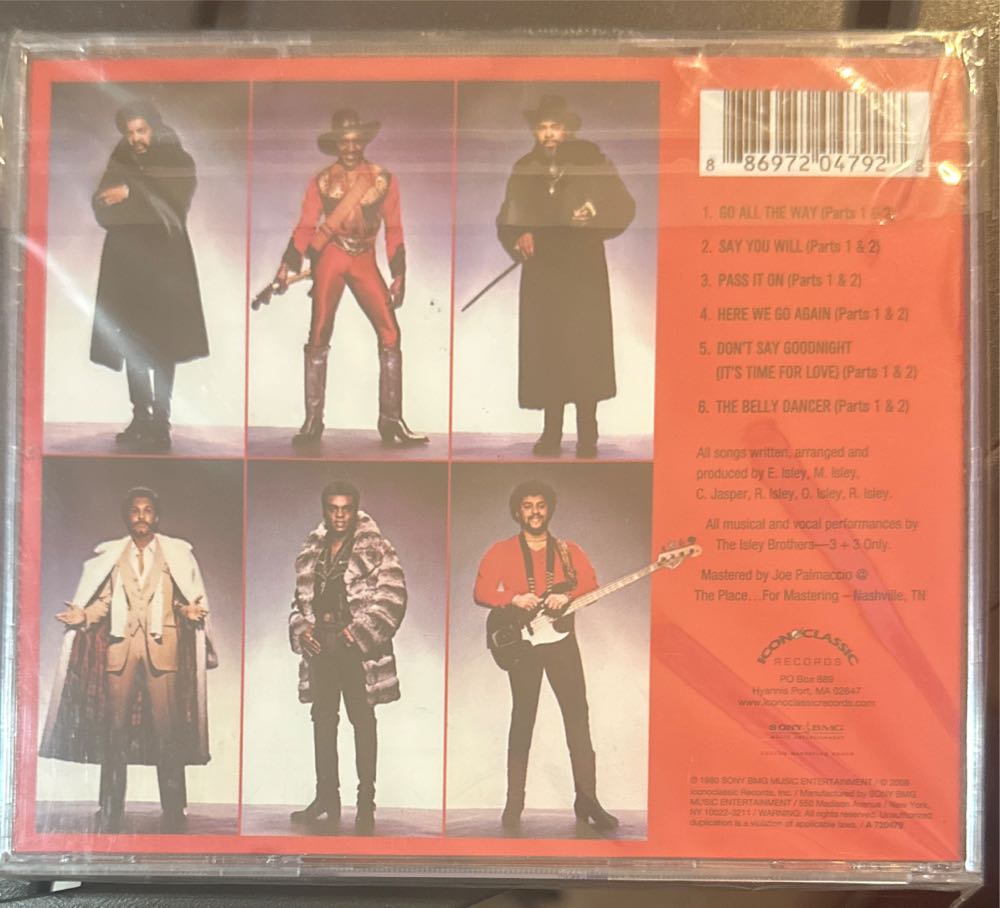 8 86972 04792 8
1. GO ALL THE WAY (Parts 1 & 2)
2. SAY YOU WILL (Parts 1 & 2)
3. PASS IT ON (Parts 1 & 2)
4. HERE WE GO AGAIN (Parts 1 & 2)
5. DON'T SAY GOODNIGHT
(IT'S TIME FOR LOVE) (Parts 1 & 2)
6. THE BELLY DANCER (Parts 1 & 2)
All songs written, arranged and
produced by E. Isley, M. Isley,
C. Jasper, R. Isley, O. Isley, R. Isley.
All musical and vocal performances by
The Isley Brothers—3 + 3 Only.
Mastered by Joe Palmaccio @
The Place...For Mastering – Nashville, TN
ICONOCLASSIC
RECORDS
PO Box 889
Hyannis Port, MA 02647
www.iconoclassicrecords.com
SONY BMG
MUSIC ENTERTAINMENT
CUSTOM MARKETING GROUP
℗ 1980 SONY BMG MUSIC ENTERTAINMENT / © 2008
Iconoclassic Records, Inc. / Manufactured by SONY BMG
MUSIC ENTERTAINMENT / 550 Madison Avenue / New York,
NY 10022-3211 / WARNING: All rights reserved. Unauthorized
duplication is a violation of applicable laws. / A 720479